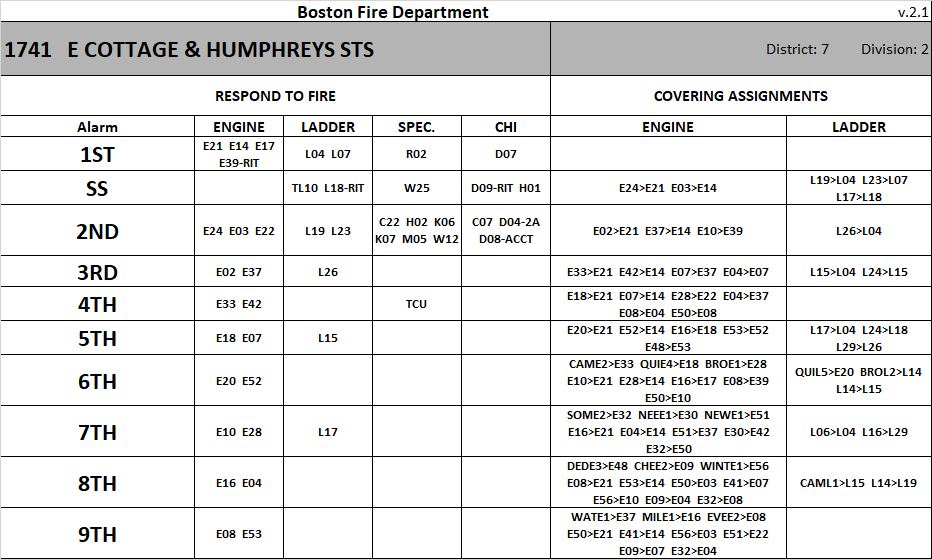 Boston Fire Department v.2.1
1741 E COTTAGE & HUMPHREYS STS District: 7 Division: 2
RESPOND TO FIRE COVERING ASSIGNMENTS
Alarm ENGINE LADDER SPEC. CHI ENGINE LADDER
1ST
E21 E14 E17
E39-RIT
L04 L07
R02
D07
SS
TL10 L18-RIT
W25
D09-RIT H01
E24>E21 E03>E14
L19>L04 L23>L07
L17>L18
2ND
E24 E03 E22
L19 L23
C22 H02 K06
K07 M05 W12
C07 D04-2A
D08-ACCT
E02>E21 E37>E14 E10>E39
L26>L04
3RD
E02 E37
L26
E33>E21 E42>E14 E07>E37 E04>E07
L15>L04 L24>L15
4TH
E33 E42
TCU
E18>E21 E07>E14 E28>E22 E04>E37
E08>E04 E50>E08
5TH
E18 E07
L15
E20>E21 E52>E14 E16>E18 E53>E52
E48>E53
L17>L04 L24>L18
L29>L26
6TH
E20 E52
CAME2>E33 QUIE4>E18 BROE1>E28
E10>E21 E28>E14 E16>E17 E08>E39
E50>E10
QUIL5>E20 BROL2>L14
L14>L15
7TH
E10 E28
L17
SOME2>E32 NEEE1>E30 NEWE1>E51
E16>E21 E04>E14 E51>E37 E30>E42
E32>E50
L06>L04 L16>L29
8TH
E16 E04
DEDE3>E48 CHEE2>E09 WINTE1>E56
E08>E21 E53>E14 E50>E03 E41>E07
E56>E10 E09>E04 E32>E08
CAML1>L15 L14>L19
9TH
E08 E53
WATE1>E37 MILE1>E16 EVEE2>E08
E50>E21 E41>E14 E56>E03 E51>E22
E09>E07 E32>E04